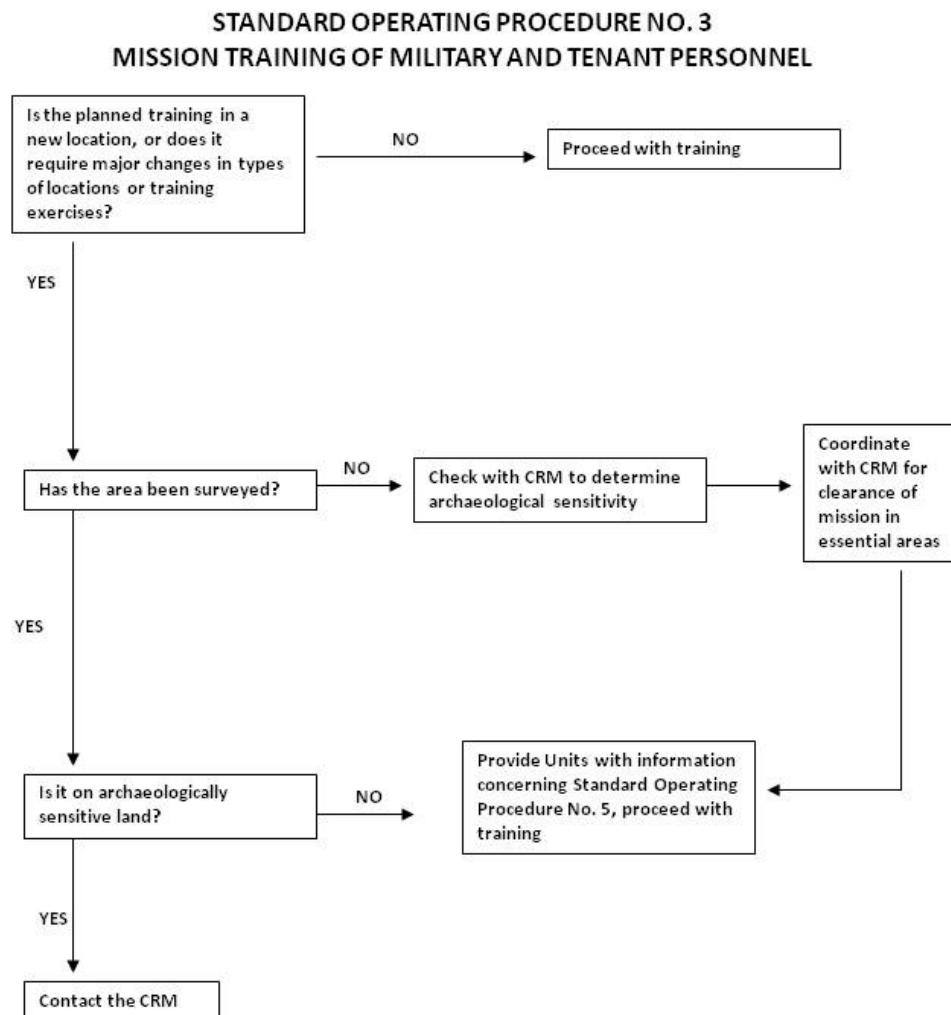 STANDARD OPERATING PROCEDURE NO. 3
MISSION TRAINING OF MILITARY AND TENANT PERSONNEL
Is the planned training in a
new location, or does it
require major changes in types
of locations or training
exercises?
NO
Proceed with training
YES
Has the area been surveyed?
NO
Check with CRM to determine
archaeological sensitivity
Coordinate
with CRM for
clearance of
mission in
essential areas
YES
Is it on archaeologically
sensitive land?
NO
Provide Units with information
concerning Standard Operating
Procedure No. 5, proceed with
training
YES
Contact the CRM